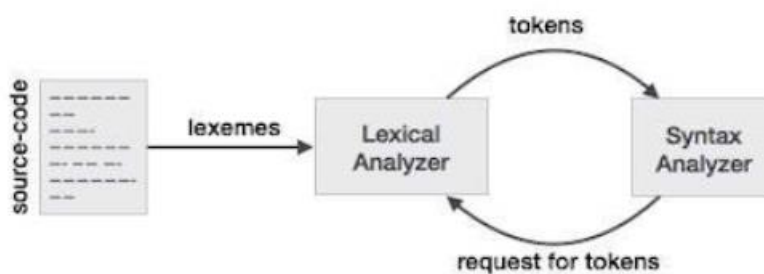 source-code
lexemes
Lexical
Analyzer
tokens
Syntax
Analyzer
request for tokens